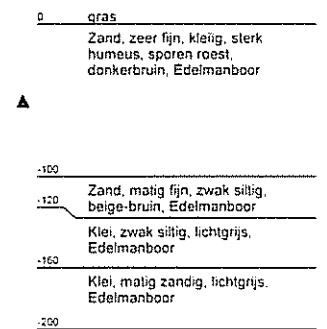 0 gras
Zand, zeer fijn, kleiïg, sterk
humeus, sporen roest,
donkerbruin, Edelmanboor
-100
Zand, matig fijn, zwak siltig,
-120
beige-bruin, Edelmanboor
Klei, zwak siltig, lichtgrijs,
Edelmanboor
-160
Klei, matig zandig, lichtgrijs,
Edelmanboor
-200